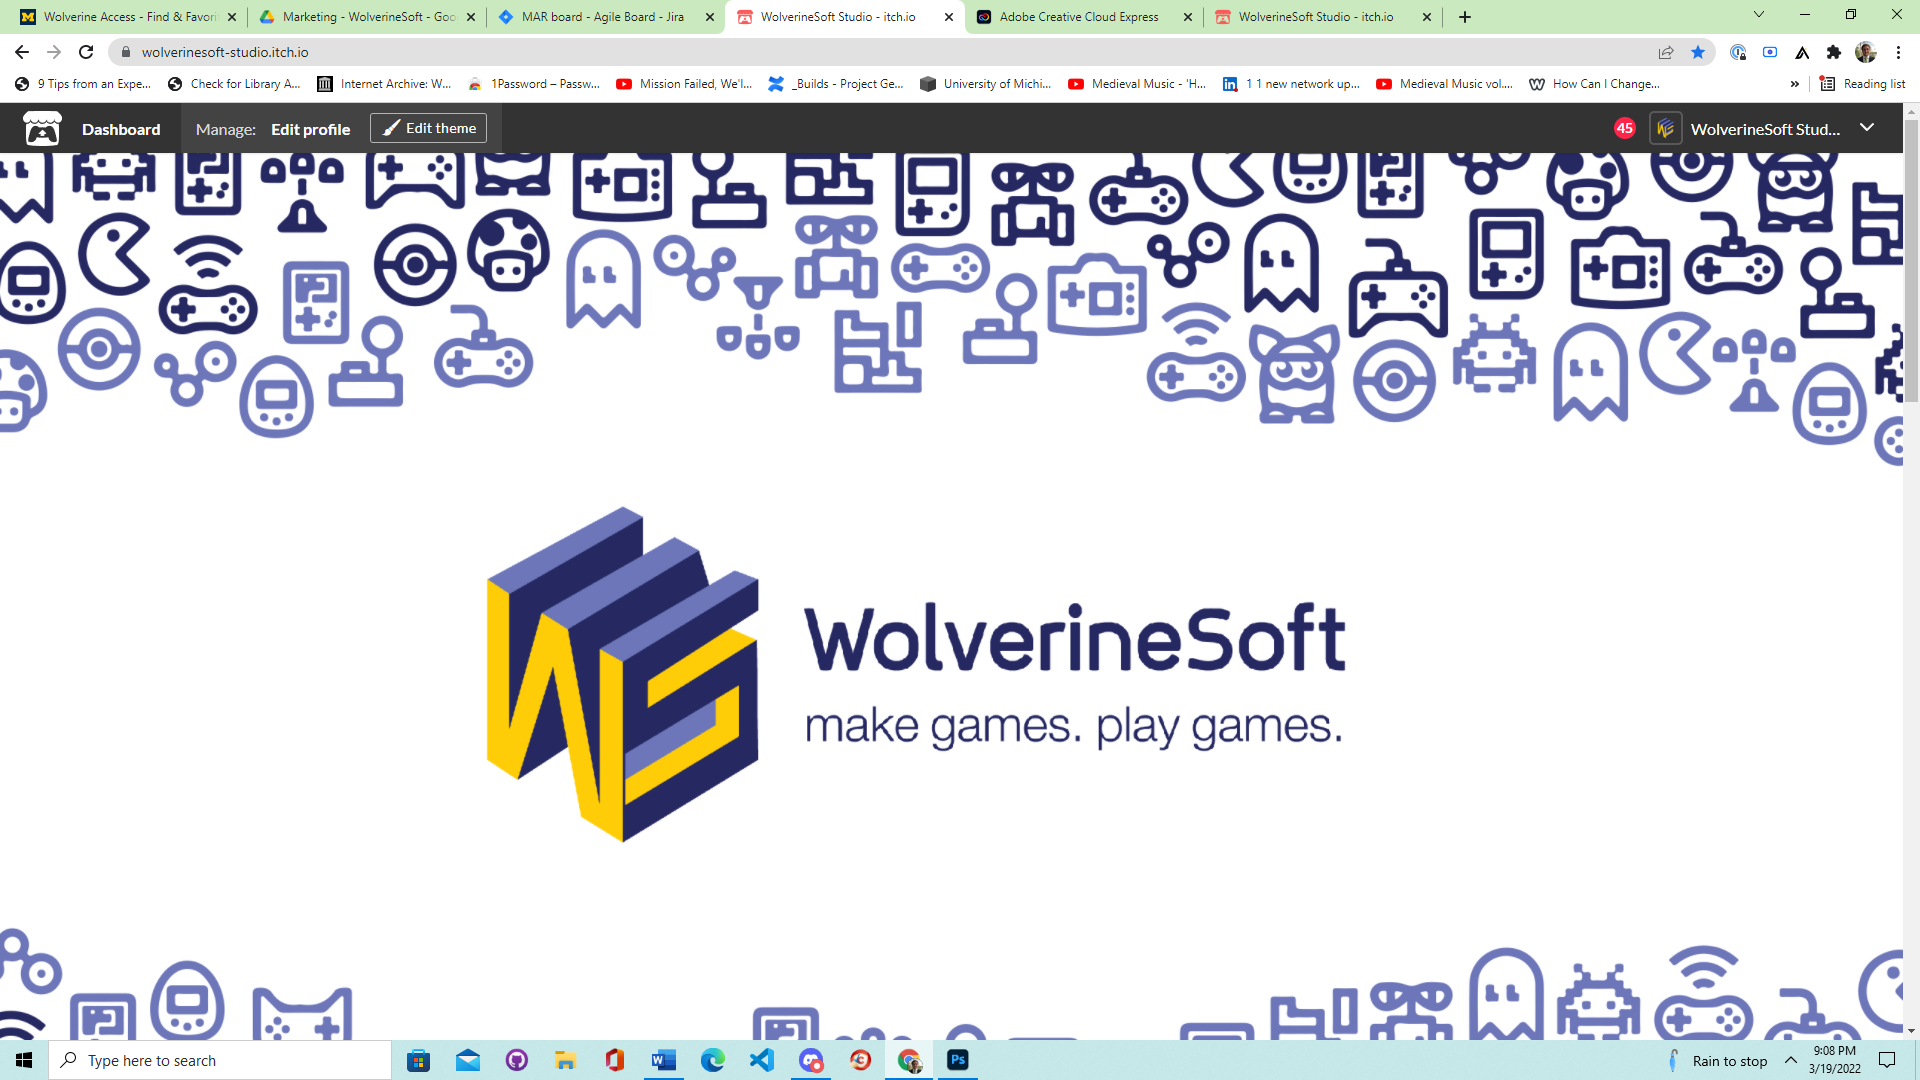 Wolverine Access - Find & Favori
Marketing - WolverineSoft - Goo
MAR board - Agile Board - Jira
WolverineSoft Studio - itch.io
Adobe Creative Cloud Express
WolverineSoft Studio - itch.io
wolverinesoft-studio.itch.io
9 Tips from an Expe...
Check for Library A...
Internet Archive: W...
1Password – Passw...
Mission Failed, We'l...
_Builds - Project Ge...
University of Michi...
Medieval Music - 'H...
1 1 new network up...
Medieval Music vol....
How Can I Change...
»
Reading list
Dashboard
Manage:
Edit profile
Edit theme
45
WolverineSoft Stud...
WolverineSoft
make games. play games.
Type here to search
Rain to stop
9:08 PM
3/19/2022